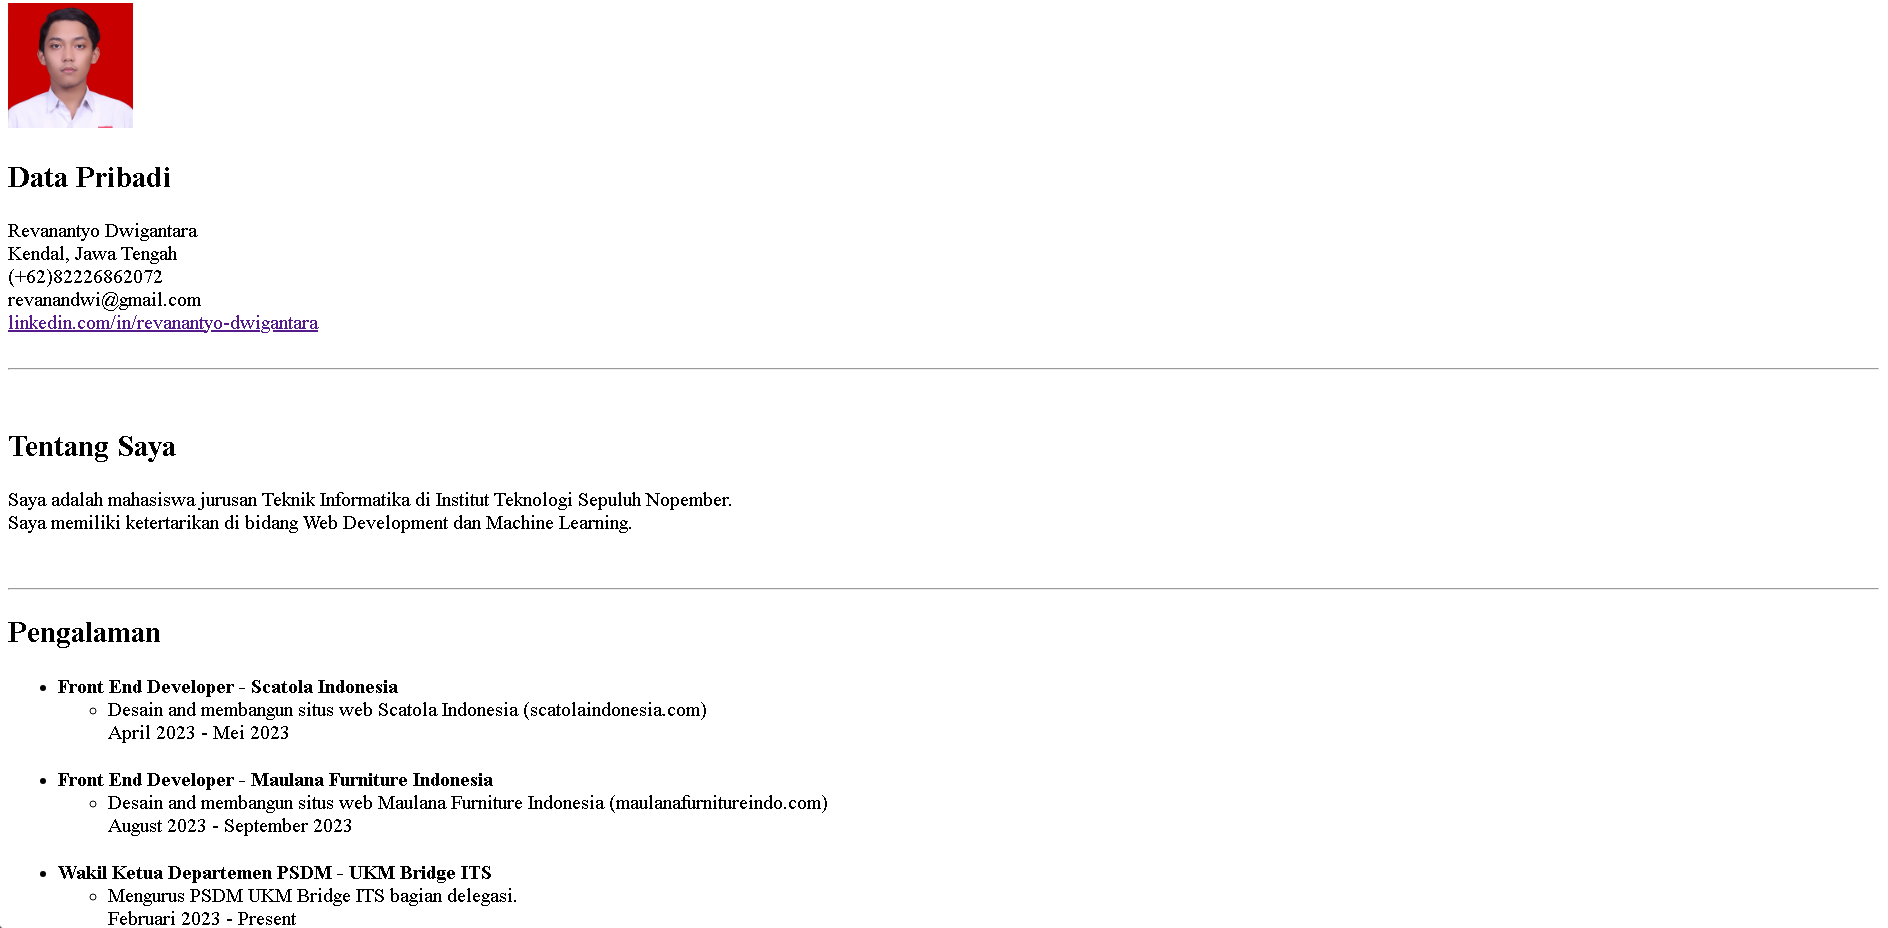 Data Pribadi
Revanantyo Dwigantara
Kendal, Jawa Tengah
(+62)82226862072
revanandwi@gmail.com
linkedin.com/in/revanantyo-dwigantara
Tentang Saya
Saya adalah mahasiswa jurusan Teknik Informatika di Institut Teknologi Sepuluh Nopember.
Saya memiliki ketertarikan di bidang Web Development dan Machine Learning.
Pengalaman
Front End Developer - Scatola Indonesia
Desain and membangun situs web Scatola Indonesia (scatolaindonesia.com)
April 2023 - Mei 2023
Front End Developer - Maulana Furniture Indonesia
Desain and membangun situs web Maulana Furniture Indonesia (maulanafurnitureindo.com)
August 2023 - September 2023
Wakil Ketua Departemen PSDM - UKM Bridge ITS
Mengurus PSDM UKM Bridge ITS bagian delegasi.
Februari 2023 - Present